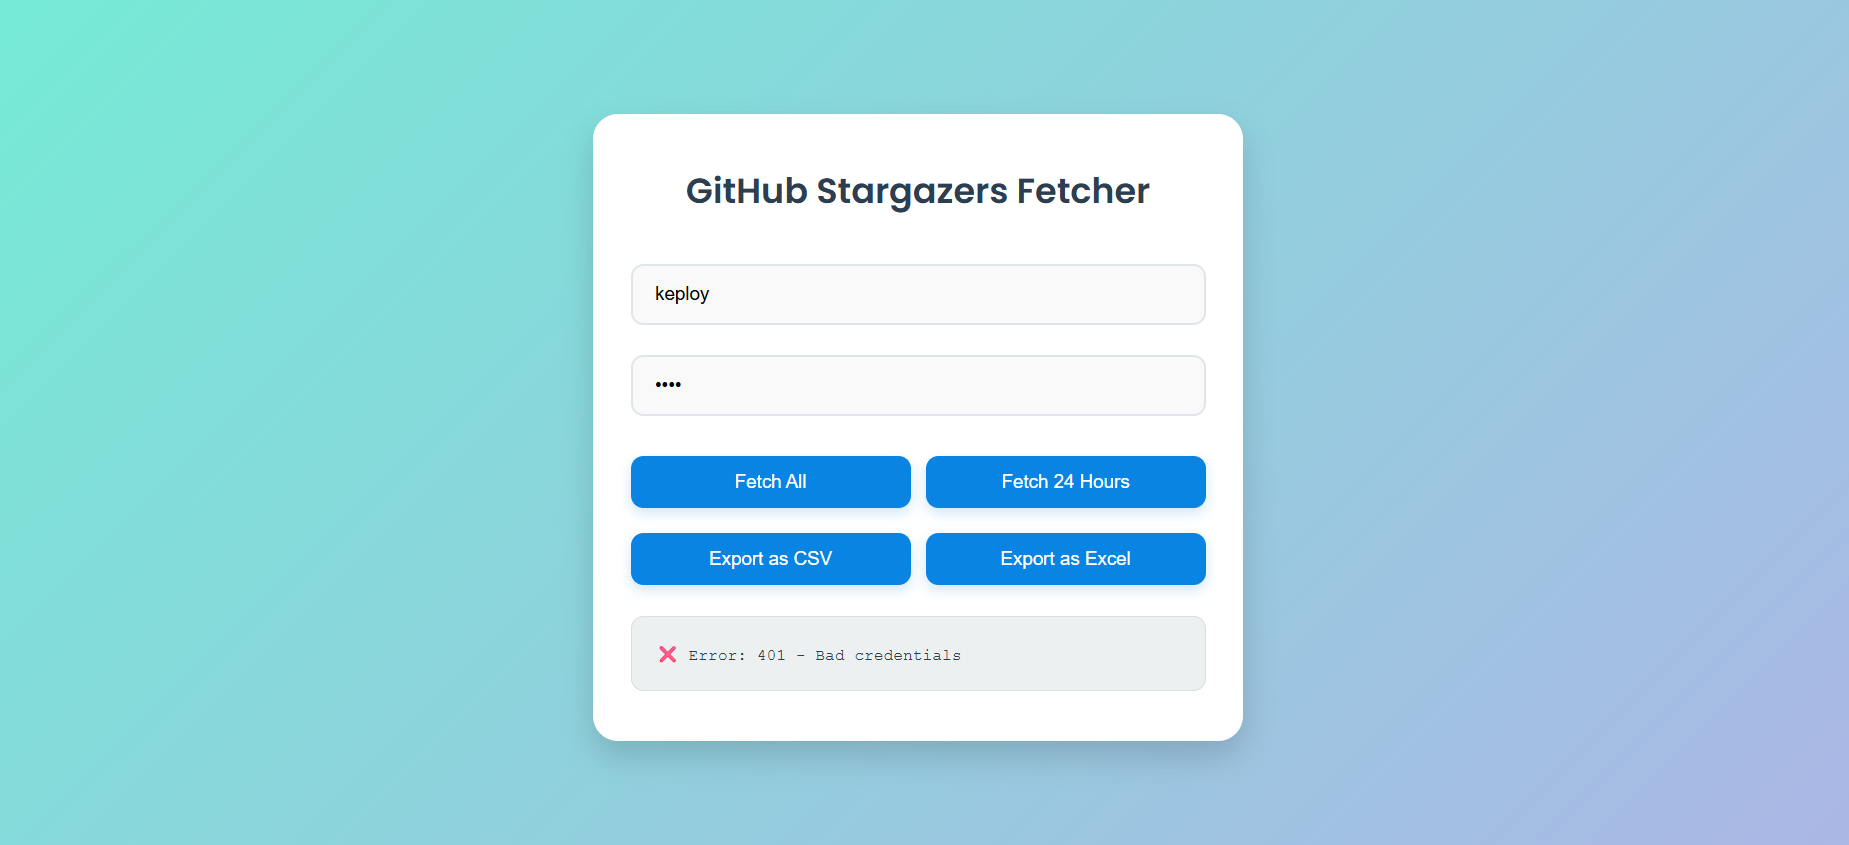 GitHub Stargazers Fetcher
keploy
••••
Fetch All
Fetch 24 Hours
Export as CSV
Export as Excel
❌ Error: 401 - Bad credentials